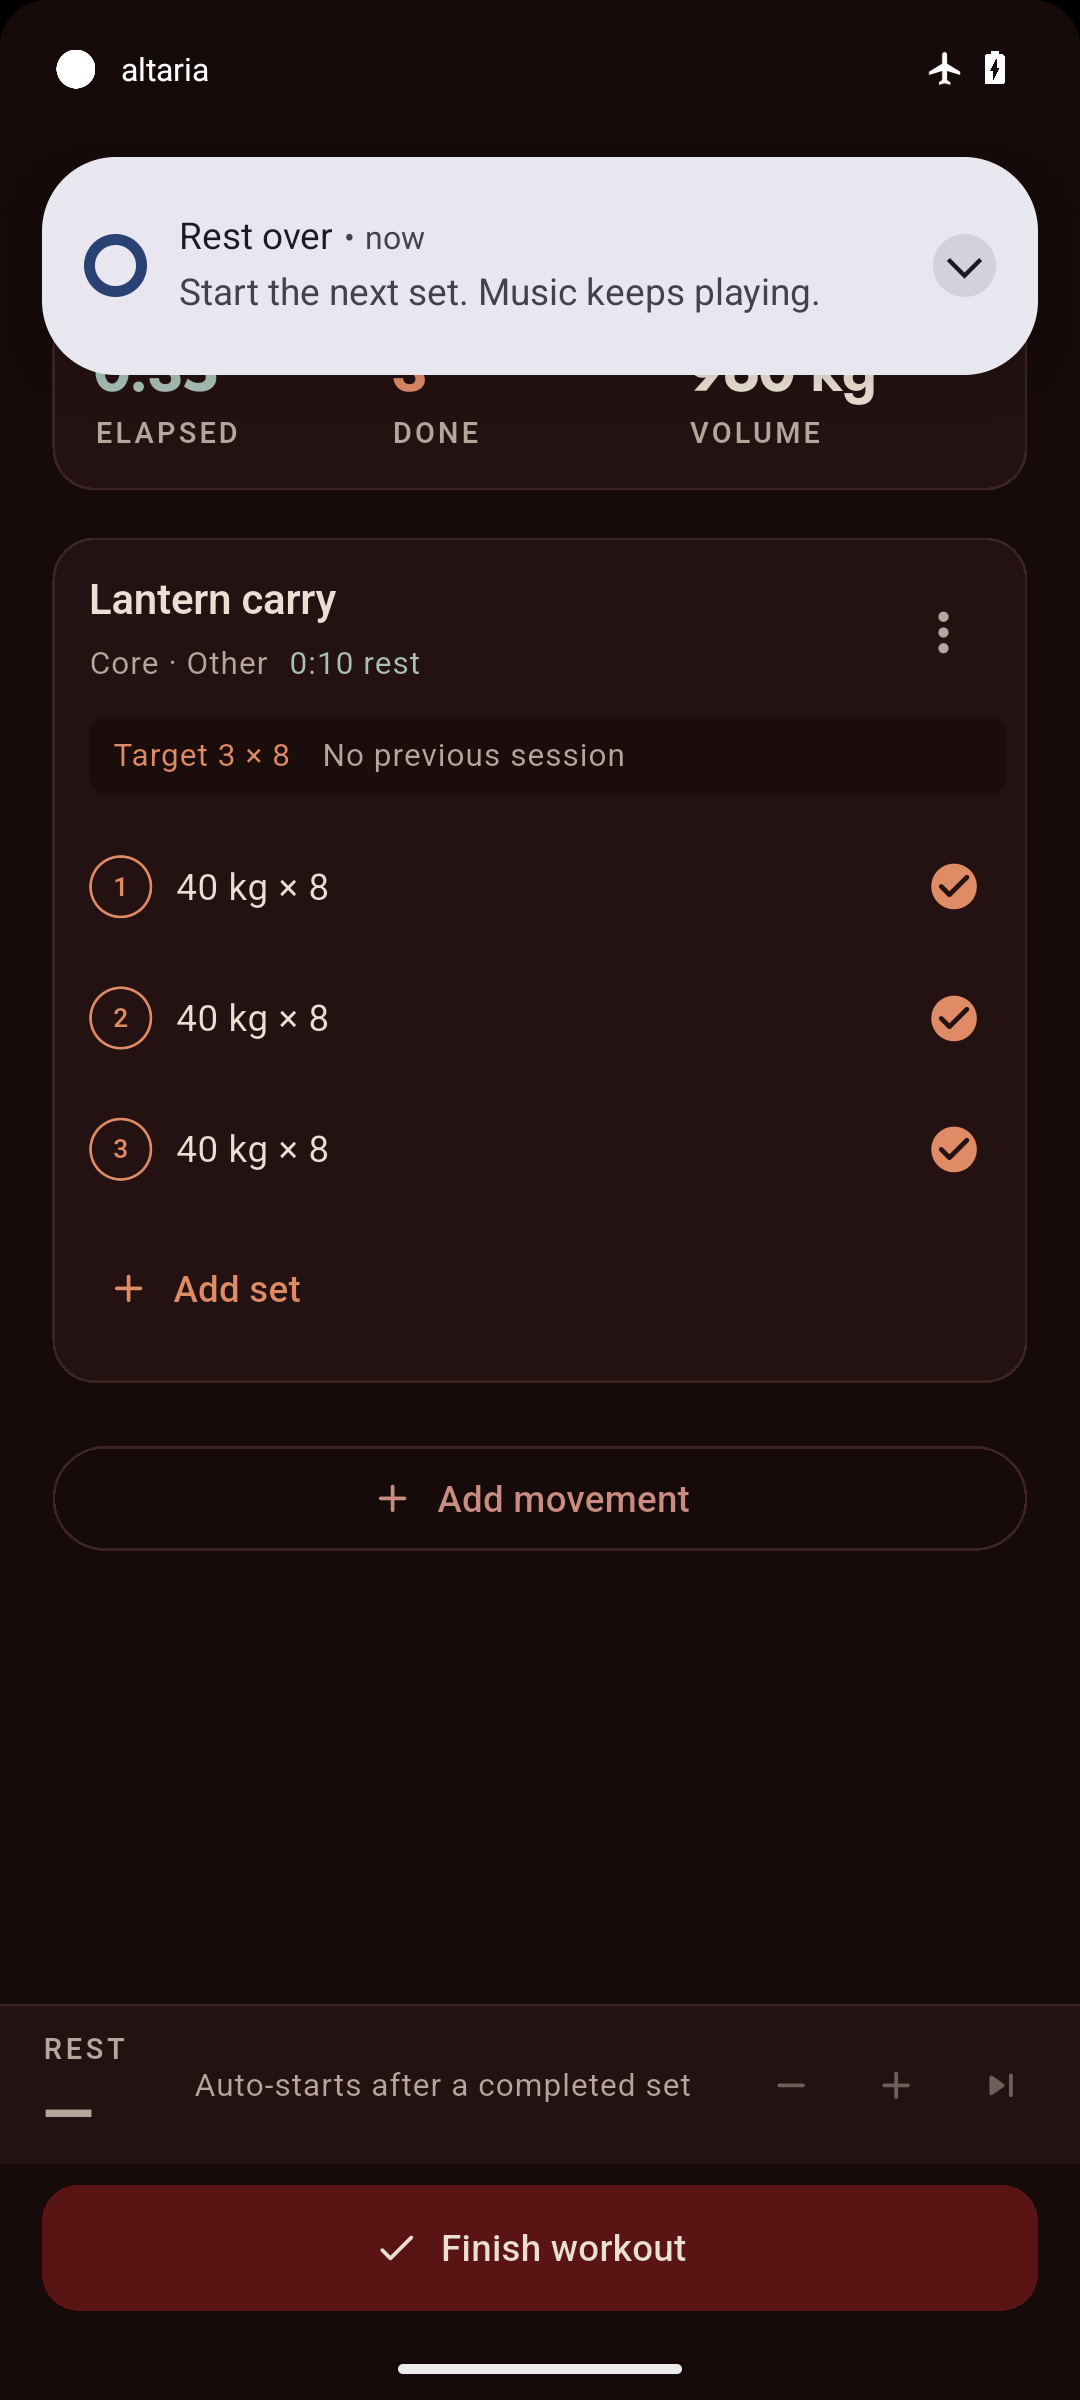 altaria
Rest over • now
Start the next set. Music keeps playing.
ELAPSED DONE VOLUME
Lantern carry
Core · Other 0:10 rest
Target 3 × 8 No previous session
1 40 kg × 8
2 40 kg × 8
3 40 kg × 8
+ Add set
+ Add movement
REST
Auto-starts after a completed set
Finish workout